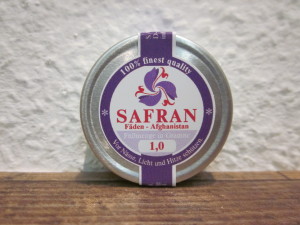 100% finest quality
SAFRAN
Fäden - Afghanistan
1,0
Vor Nässe, Licht und Hitze schützen